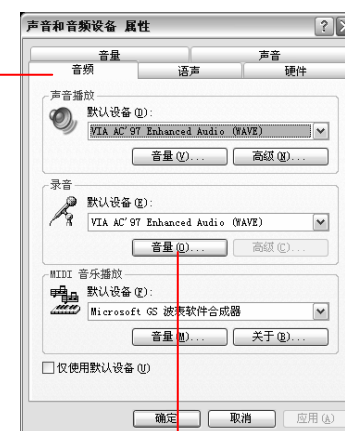 声音和音频设备 属性
音量 声音
音频 语声 硬件
声音播放
默认设备(D):
VIA AC'97 Enhanced Audio (WAVE)
音量(V)... 高级(N)...
录音
默认设备(E):
VIA AC'97 Enhanced Audio (WAVE)
音量(O)... 高级(C)...
MIDI 音乐播放
默认设备(F):
Microsoft GS 波表软件合成器
音量(M)... 关于(B)...
仅使用默认设备(U)
确定 取消 应用(A)